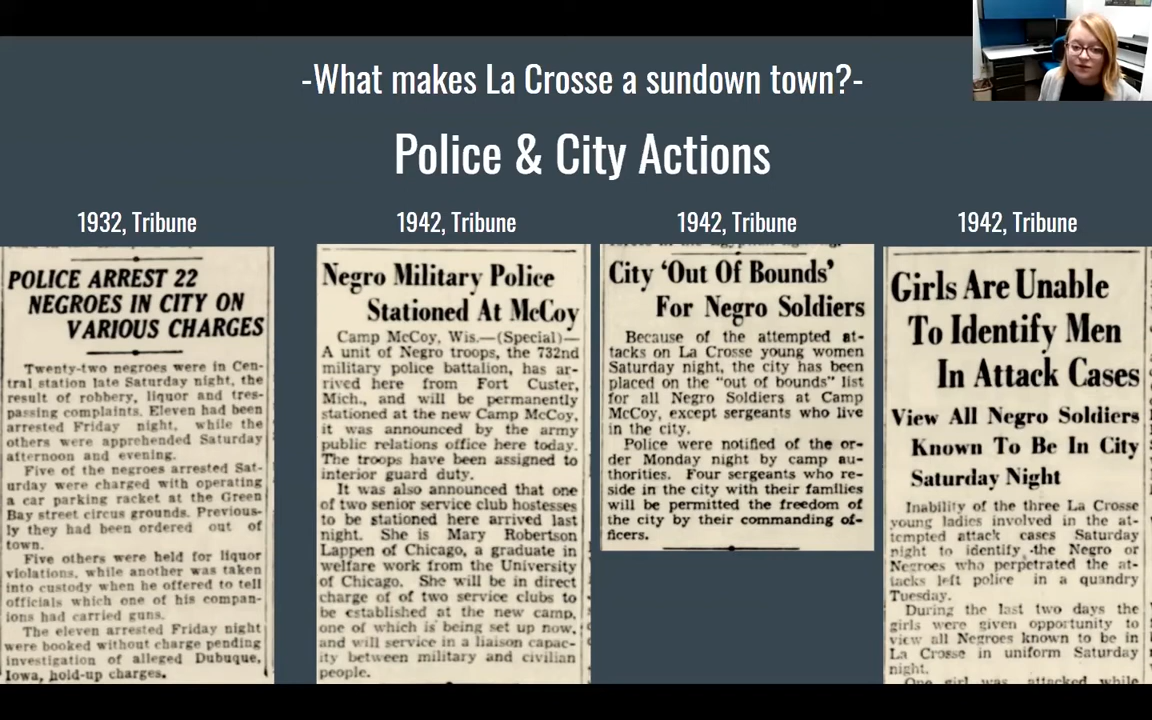 -What makes La Crosse a sundown town?-
Police & City Actions
1932, Tribune
POLICE ARREST 22
NEGROES IN CITY ON
VARIOUS CHARGES
Twenty-two negroes were in Cen-
tral station late Saturday night, the
result of robbery, liquor and tres-
passing complaints. Eleven had been
arrested Friday night, while the
others were apprehended Saturday
afternoon and evening.
Five of the negroes arrested Sat-
urday were charged with operating
a car parking racket at the Green
Bay street circus grounds. Previous-
ly they had been ordered out of
town.
Five others were held for liquor
violations, while another was taken
into custody when he offered to tell
officials which one of his compan-
ions had carried guns.
The eleven arrested Friday night
were booked without charge pending
investigation of alleged Dubuque,
Iowa, hold-up charges.
1942, Tribune
Negro Military Police
Stationed At McCoy
Camp McCoy, Wis.—(Special)—
A unit of Negro troops, the 732nd
military police battalion, has ar-
rived here from Fort Custer,
Mich., and will be permanently
stationed at the new Camp McCoy,
it was announced by the army
public relations office here today.
The troops have been assigned to
interior guard duty.
It was also announced that one
of two senior service club hostesses
to be stationed here arrived last
night. She is Mary Robertson
Lappen of Chicago, a graduate in
welfare work from the University
of Chicago. She will be in direct
charge of of two service clubs to
be established at the new camp,
one of which is being set up now,
and will service in a liaison capac-
ity between military and civilian
people.
1942, Tribune
City 'Out Of Bounds'
For Negro Soldiers
Because of the attempted at-
tacks on La Crosse young women
Saturday night, the city has been
placed on the "out of bounds" list
for all Negro Soldiers at Camp
McCoy, except sergeants who live
in the city.
Police were notified of the or-
der Monday night by camp au-
thorities. Four sergeants who re-
side in the city with their families
will be permitted the freedom of
the city by their commanding of-
ficers.
1942, Tribune
Girls Are Unable
To Identify Men
In Attack Cases
View All Negro Soldiers
Known To Be In City
Saturday Night
Inability of the three La Crosse
young ladies involved in the at-
tempted attack cases Saturday
night to identify the Negro or
Negroes who perpetrated the at-
tacks left police in a quandry
Tuesday.
During the last two days the
girls were given opportunity to
view all Negroes known to be in
La Crosse in uniform Saturday
night.
One girl was attacked while